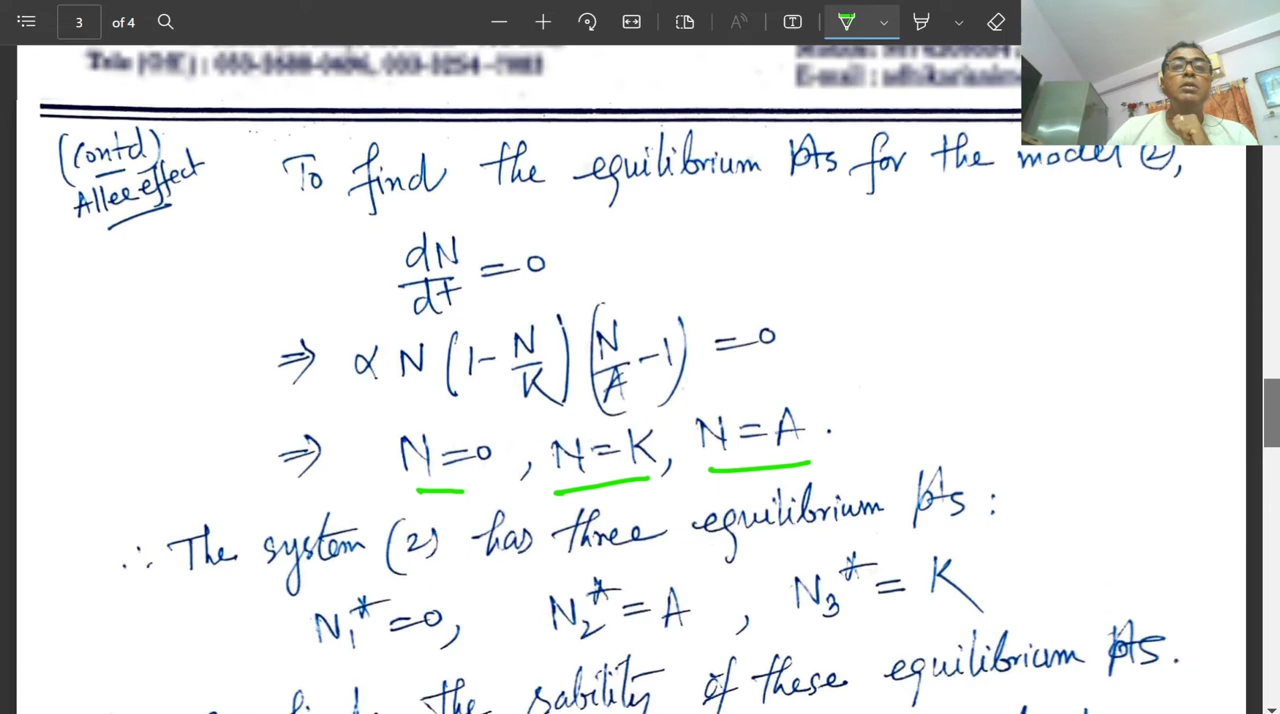 3 of 4
(contd)
Allee effect
To find the equilibrium pts for the model (2),
dN/dt = 0
⇒ α N (1 - N/K) (N/A - 1) = 0
⇒ N = 0, N = K, N = A.
∴ The system (2) has three equilibrium pts:
N₁* = 0, N₂* = A, N₃* = K
the sability of these equilibrium pts.